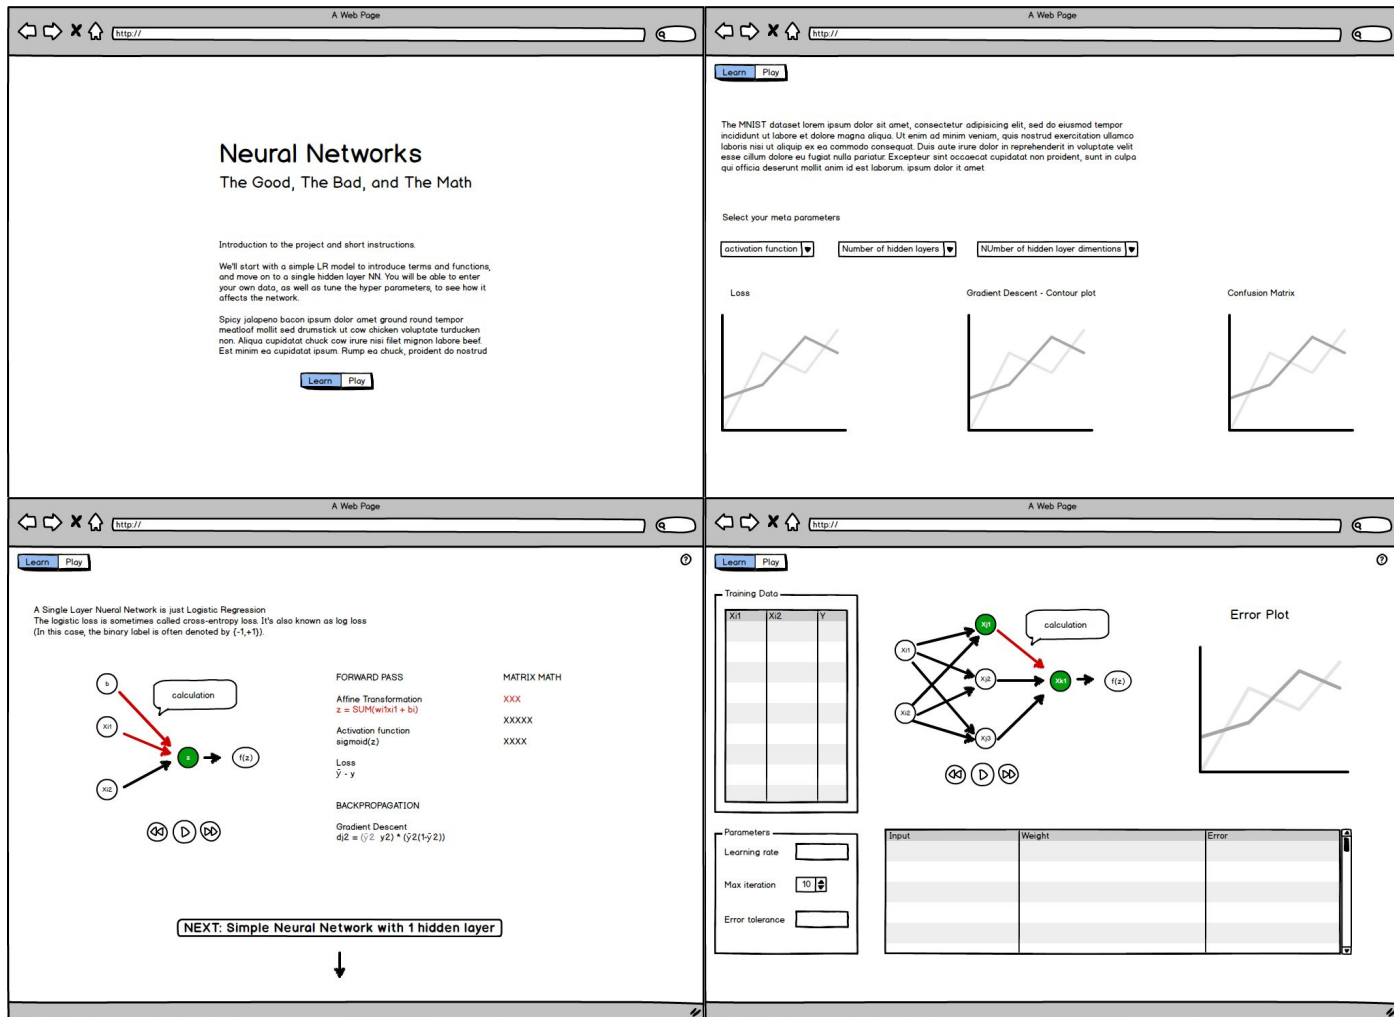 A Web Page
http://
Neural Networks
The Good, The Bad, and The Math
Introduction to the project and short instructions.
We'll start with a simple LR model to introduce terms and functions,
and move on to a single hidden layer NN. You will be able to enter
your own data, as well as tune the hyper parameters, to see how it
affects the network.
Spicy jalapeno bacon ipsum dolor amet ground round tempor
meatloaf mollit sed drumstick ut cow chicken voluptate turducken
non. Aliqua cupidatat chuck cow irure nisi filet mignon labore beef.
Est minim ea cupidatat ipsum. Rump ea chuck, proident do nostrud
Learn Play
A Web Page
http://
Learn Play
The MNIST dataset lorem ipsum dolor sit amet, consectetur adipisicing elit, sed do eiusmod tempor
incididunt ut labore et dolore magna aliqua. Ut enim ad minim veniam, quis nostrud exercitation ullamco
laboris nisi ut aliquip ex ea commodo consequat. Duis aute irure dolor in reprehenderit in voluptate velit
esse cillum dolore eu fugiat nulla pariatur. Excepteur sint occaecat cupidatat non proident, sunt in culpa
qui officia deserunt mollit anim id est laborum. ipsum dolor it amet
Select your meta parameters
activation function Number of hidden layers NUmber of hidden layer dimentions
Loss Gradient Descent - Contour plot Confusion Matrix
A Web Page
http://
Learn Play
?
A Single Layer Nueral Network is just Logistic Regression
The logistic loss is sometimes called cross-entropy loss. It's also known as log loss
(In this case, the binary label is often denoted by {-1,+1}).
b
calculation
Xi1
z f(z)
Xi2
FORWARD PASS MATRIX MATH
Affine Transformation XXX
z = SUM(wi1xi1 + bi)
XXXXX
Activation function
sigmoid(z) XXXX
Loss
ȳ - y
BACKPROPAGATION
Gradient Descent
dj2 = (ȳ2 y2) * (ȳ2(1-ȳ2))
NEXT: Simple Neural Network with 1 hidden layer
A Web Page
http://
Learn Play
?
Training Data
Xi1 Xi2 Y
Xj1 calculation
Xi1
Xj2 Xk1 f(z)
Xi2
Xj3
Error Plot
Parameters
Learning rate
Max iteration 10
Error tolerance
Input Weight Error